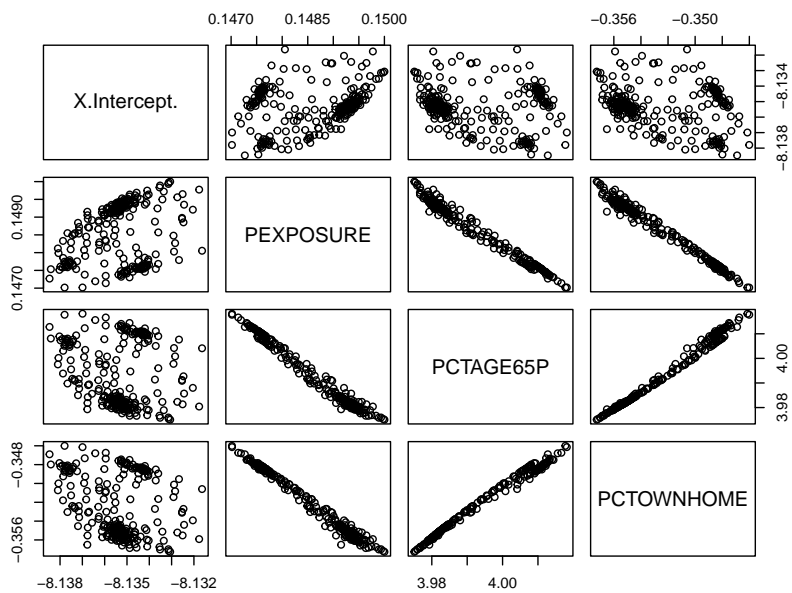 0.1470 0.1485 0.1500
−0.356 −0.350
X.Intercept.
−8.138 −8.134
0.1470 0.1490
PEXPOSURE
PCTAGE65P
3.98 4.00
−0.356 −0.348
PCTOWNHOME
−8.138 −8.135 −8.132
3.98 4.00